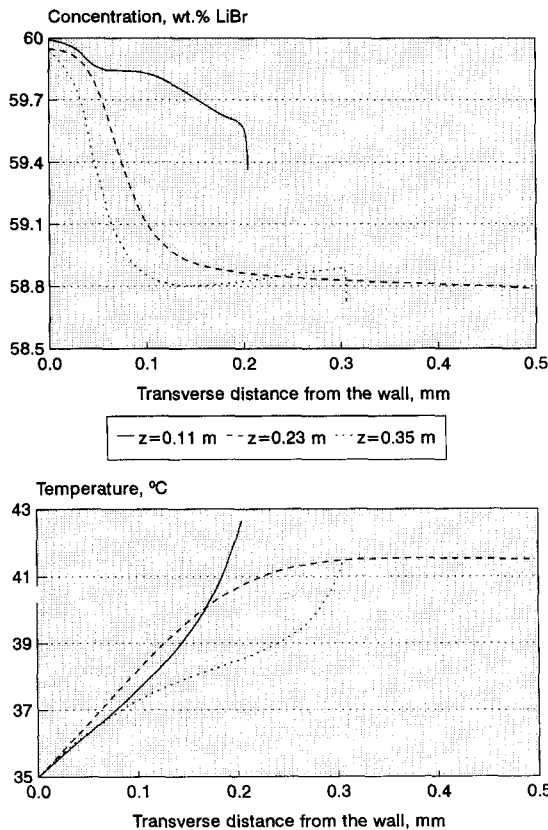 Concentration, wt.% LiBr
60
59.7
59.4
59.1
58.8
58.5
0.0 0.1 0.2 0.3 0.4 0.5
Transverse distance from the wall, mm
z=0.11 m z=0.23 m z=0.35 m
Temperature, ºC
43
41
39
37
35
0.0 0.1 0.2 0.3 0.4 0.5
Transverse distance from the wall, mm